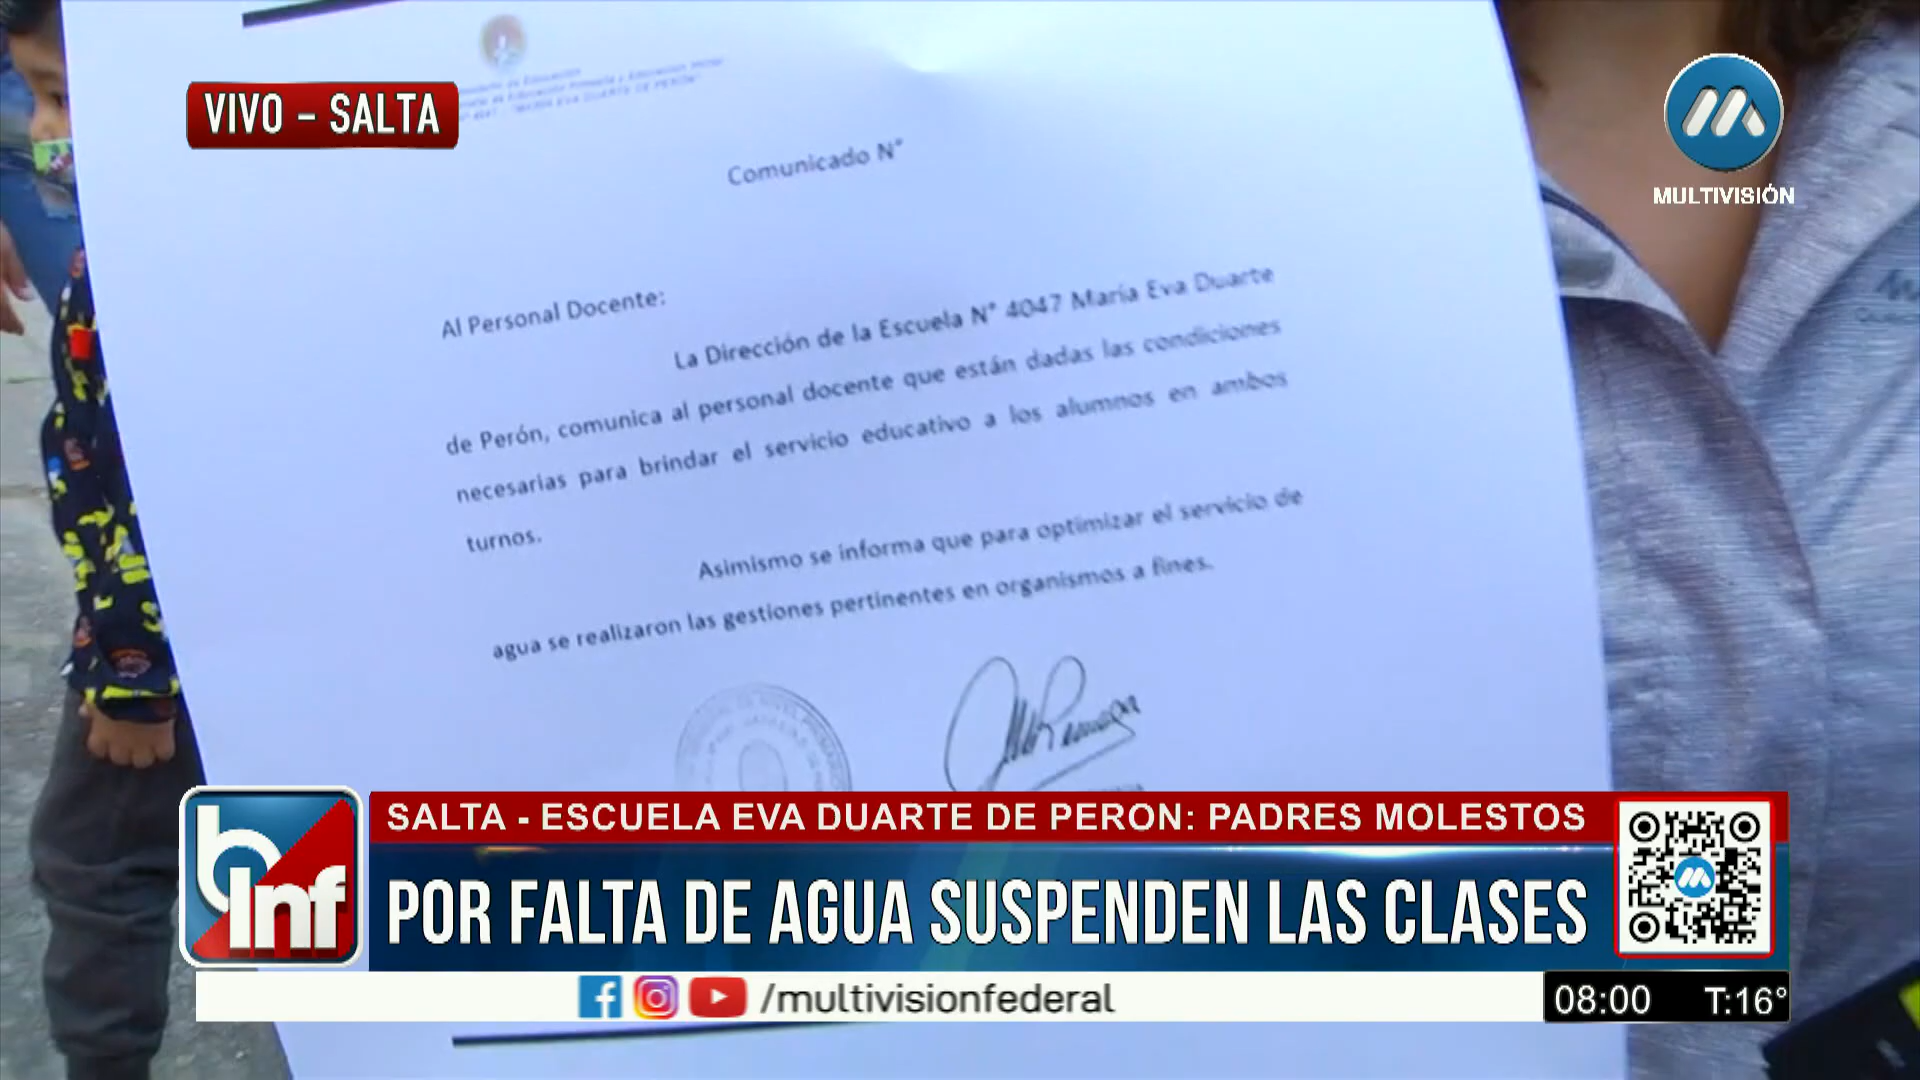 VIVO - SALTA
MULTIVISIÓN
Comunicado N°
Al Personal Docente:
La Dirección de la Escuela N° 4047 María Eva Duarte
de Perón, comunica al personal docente que están dadas las condiciones
necesarias para brindar el servicio educativo a los alumnos en ambos
turnos.
Asimismo se informa que para optimizar el servicio de
agua se realizaron las gestiones pertinentes en organismos a fines.
b Inf
SALTA - ESCUELA EVA DUARTE DE PERON: PADRES MOLESTOS
POR FALTA DE AGUA SUSPENDEN LAS CLASES
/multivisionfederal
08:00 T:16°